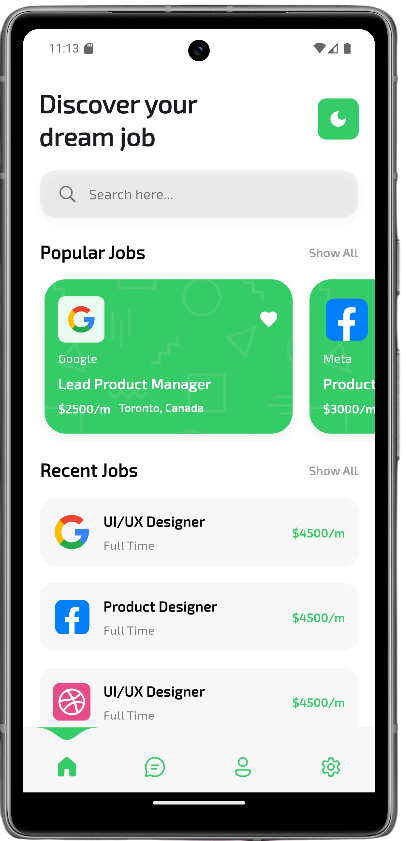 11:13
Discover your
dream job
Search here...
Popular Jobs
Show All
Google
Lead Product Manager
$2500/m
Toronto, Canada
Meta
Product
$3000/m
Recent Jobs
Show All
UI/UX Designer
Full Time
$4500/m
Product Designer
Full Time
$4500/m
UI/UX Designer
Full Time
$4500/m